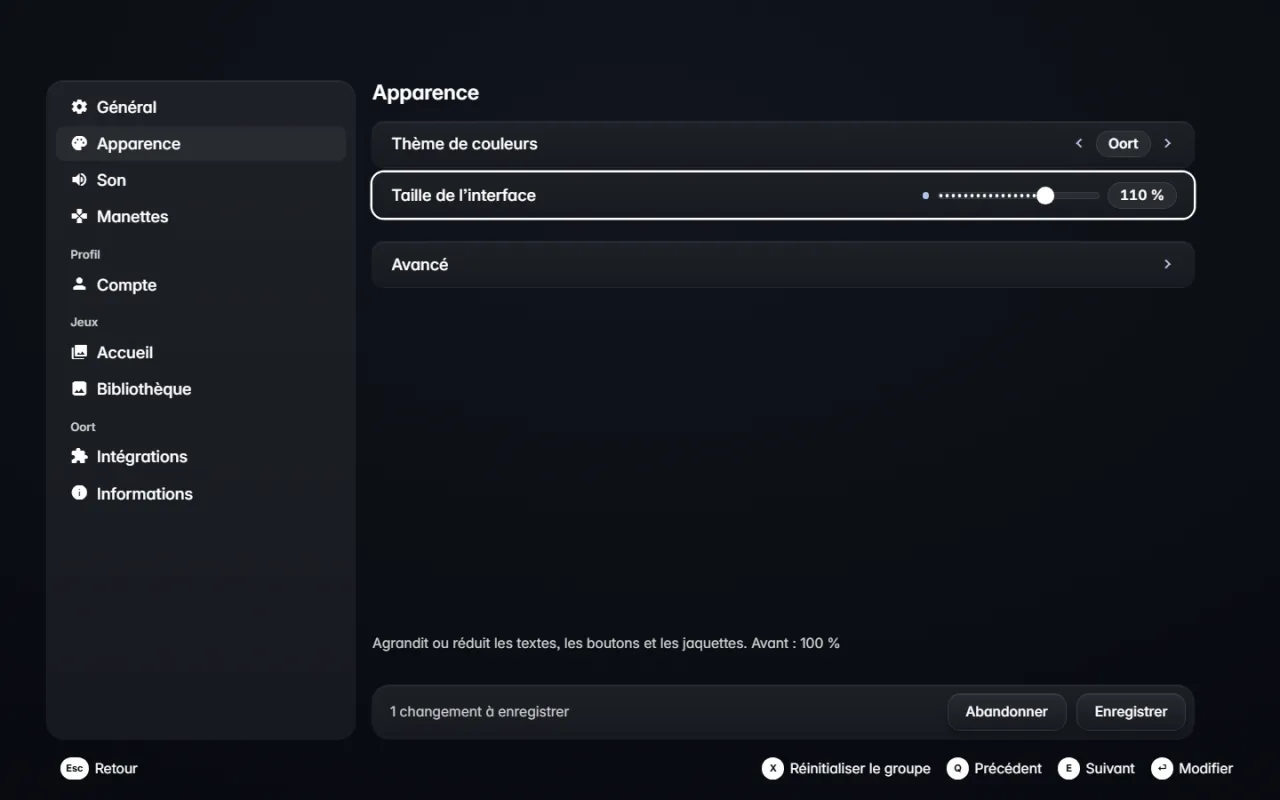 Général
Apparence
Son
Manettes
Profil
Compte
Jeux
Accueil
Bibliothèque
Oort
Intégrations
Informations
Apparence
Thème de couleurs
Oort
Taille de l’interface
110 %
Avancé
Agrandit ou réduit les textes, les boutons et les jaquettes. Avant : 100 %
1 changement à enregistrer
Abandonner
Enregistrer
Esc Retour
X Réinitialiser le groupe
Q Précédent
E Suivant
↵ Modifier